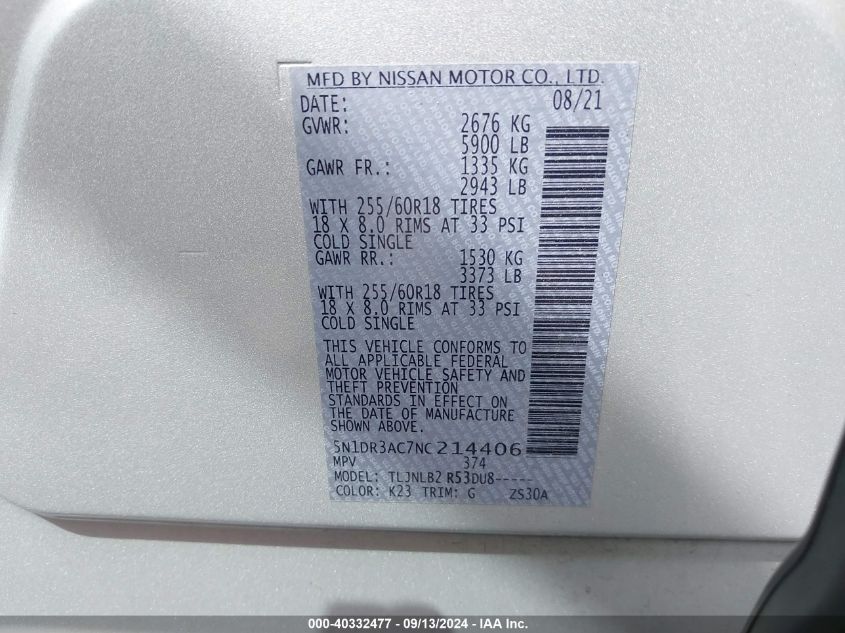 MFD BY NISSAN MOTOR CO., LTD.
DATE: 08/21
GVWR: 2676 KG
5900 LB
GAWR FR.: 1335 KG
2943 LB
WITH 255/60R18 TIRES
18 X 8.0 RIMS AT 33 PSI
COLD SINGLE
GAWR RR.: 1530 KG
3373 LB
WITH 255/60R18 TIRES
18 X 8.0 RIMS AT 33 PSI
COLD SINGLE
THIS VEHICLE CONFORMS TO
ALL APPLICABLE FEDERAL
MOTOR VEHICLE SAFETY AND
THEFT PREVENTION
STANDARDS IN EFFECT ON
THE DATE OF MANUFACTURE
SHOWN ABOVE.
5N1DR3AC7NC214406
MPV 374
MODEL: TLJNLB2 R53DU8-----
COLOR: K23 TRIM: G ZS30A
000-40332477 - 09/13/2024 - IAA Inc.